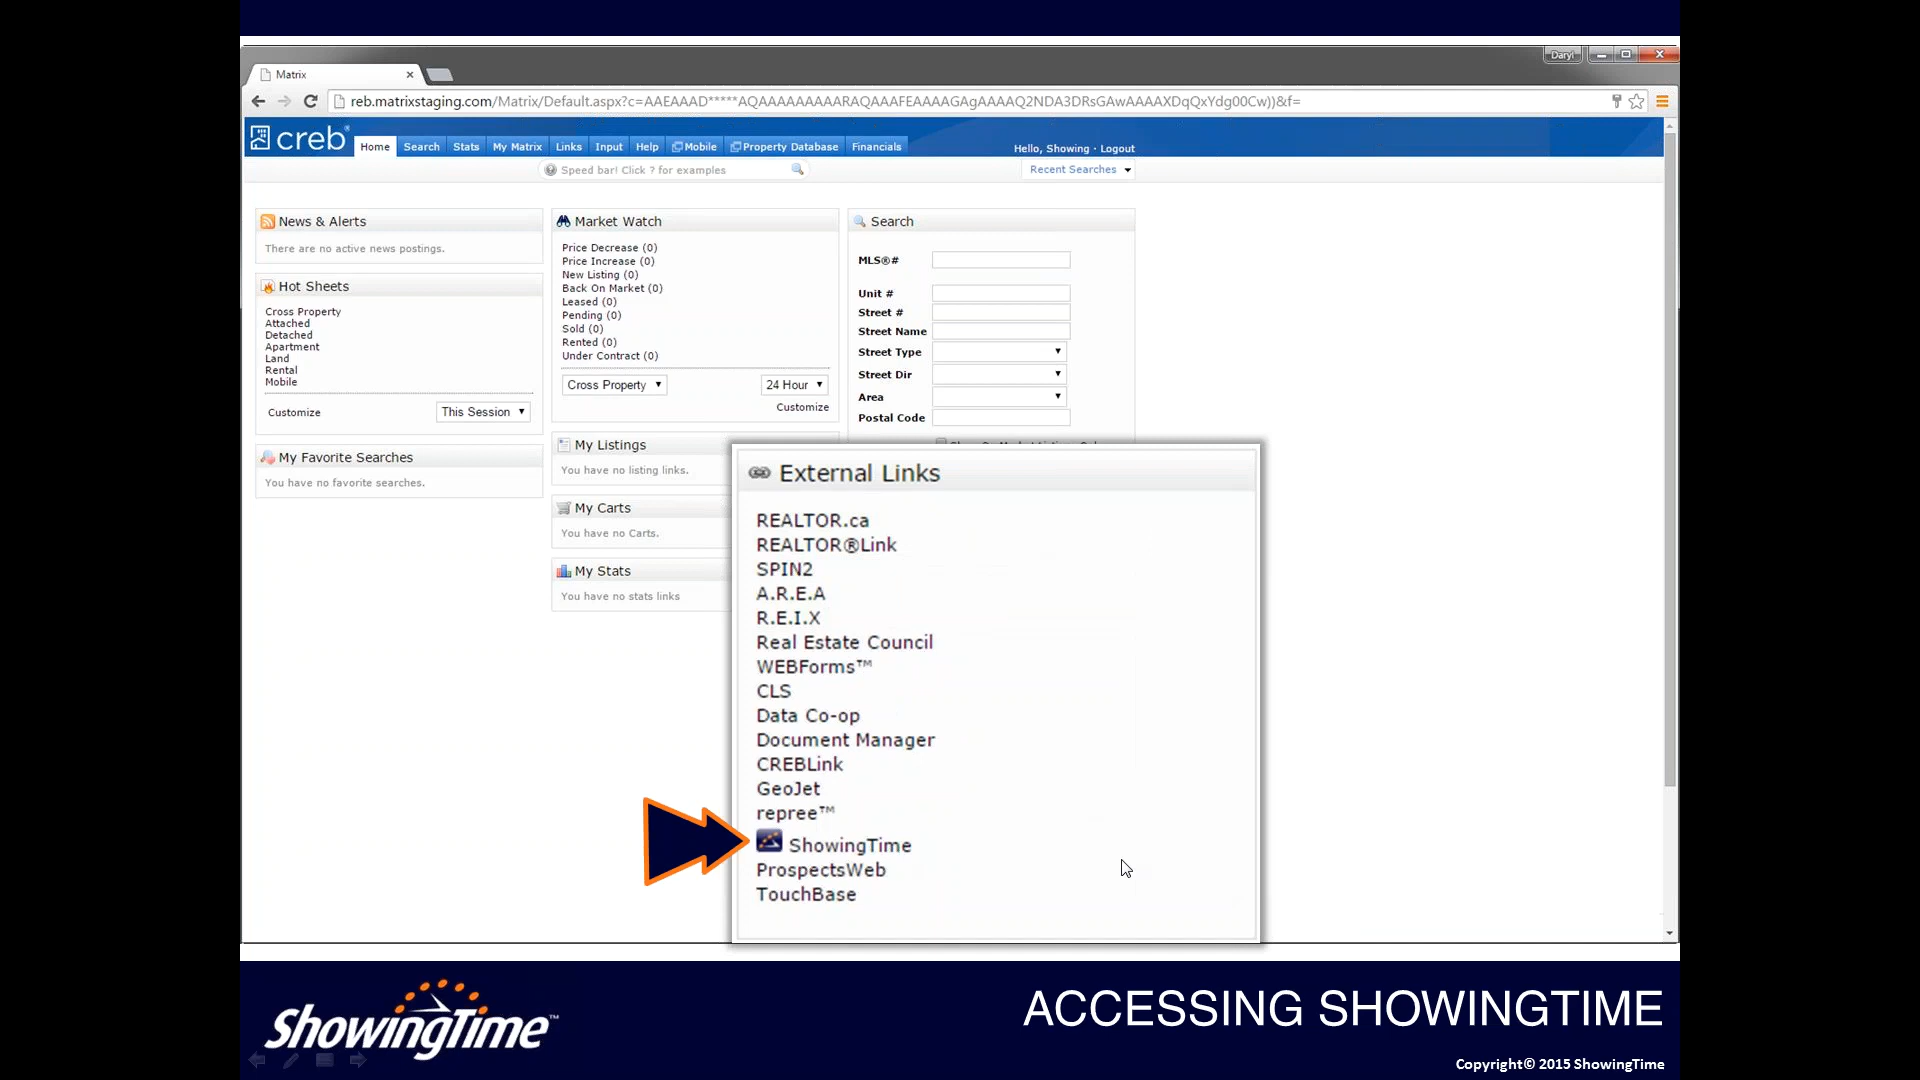 Daryl
Matrix
reb.matrixstaging.com/Matrix/Default.aspx?c=AAEAAAD*****AQAAAAAAAAARAQAAAFEAAAAGAgAAAAQ2NDA3DRsGAwAAAAXDqQxYdg00Cw))&f=
creb®
Home Search Stats My Matrix Links Input Help Mobile Property Database Financials
Hello, Showing · Logout
Speed bar! Click ? for examples
Recent Searches
News & Alerts
There are no active news postings.
Hot Sheets
Cross Property
Attached
Detached
Apartment
Land
Rental
Mobile
Customize This Session
My Favorite Searches
You have no favorite searches.
Market Watch
Price Decrease (0)
Price Increase (0)
New Listing (0)
Back On Market (0)
Leased (0)
Pending (0)
Sold (0)
Rented (0)
Under Contract (0)
Cross Property 24 Hour
Customize
My Listings
You have no listing links.
My Carts
You have no Carts.
My Stats
You have no stats links
Search
MLS®#
Unit #
Street #
Street Name
Street Type
Street Dir
Area
Postal Code
External Links
REALTOR.ca
REALTOR®Link
SPIN2
A.R.E.A
R.E.I.X
Real Estate Council
WEBForms™
CLS
Data Co-op
Document Manager
CREBLink
GeoJet
repree™
ShowingTime
ProspectsWeb
TouchBase
ShowingTime™
ACCESSING SHOWINGTIME
Copyright© 2015 ShowingTime